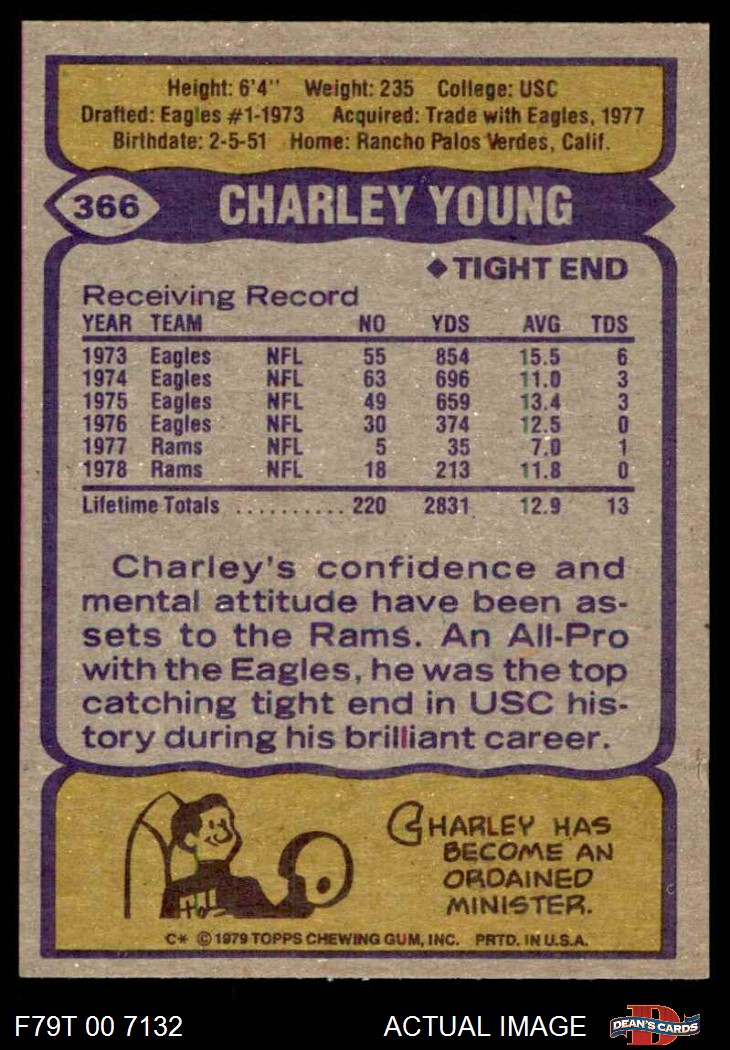 Height: 6'4" Weight: 235 College: USC
Drafted: Eagles #1-1973 Acquired: Trade with Eagles, 1977
Birthdate: 2-5-51 Home: Rancho Palos Verdes, Calif.
366 CHARLEY YOUNG
◆TIGHT END
Receiving Record
YEAR TEAM NO YDS AVG TDS
1973 Eagles NFL 55 854 15.5 6
1974 Eagles NFL 63 696 11.0 3
1975 Eagles NFL 49 659 13.4 3
1976 Eagles NFL 30 374 12.5 0
1977 Rams NFL 5 35 7.0 1
1978 Rams NFL 18 213 11.8 0
Lifetime Totals .......... 220 2831 12.9 13
Charley's confidence and
mental attitude have been as-
sets to the Rams. An All-Pro
with the Eagles, he was the top
catching tight end in USC his-
tory during his brilliant career.
CHARLEY HAS
BECOME AN
ORDAINED
MINISTER.
C* © 1979 TOPPS CHEWING GUM, INC. PRTD. IN U.S.A.
F79T 00 7132 ACTUAL IMAGE DEAN'S CARDS